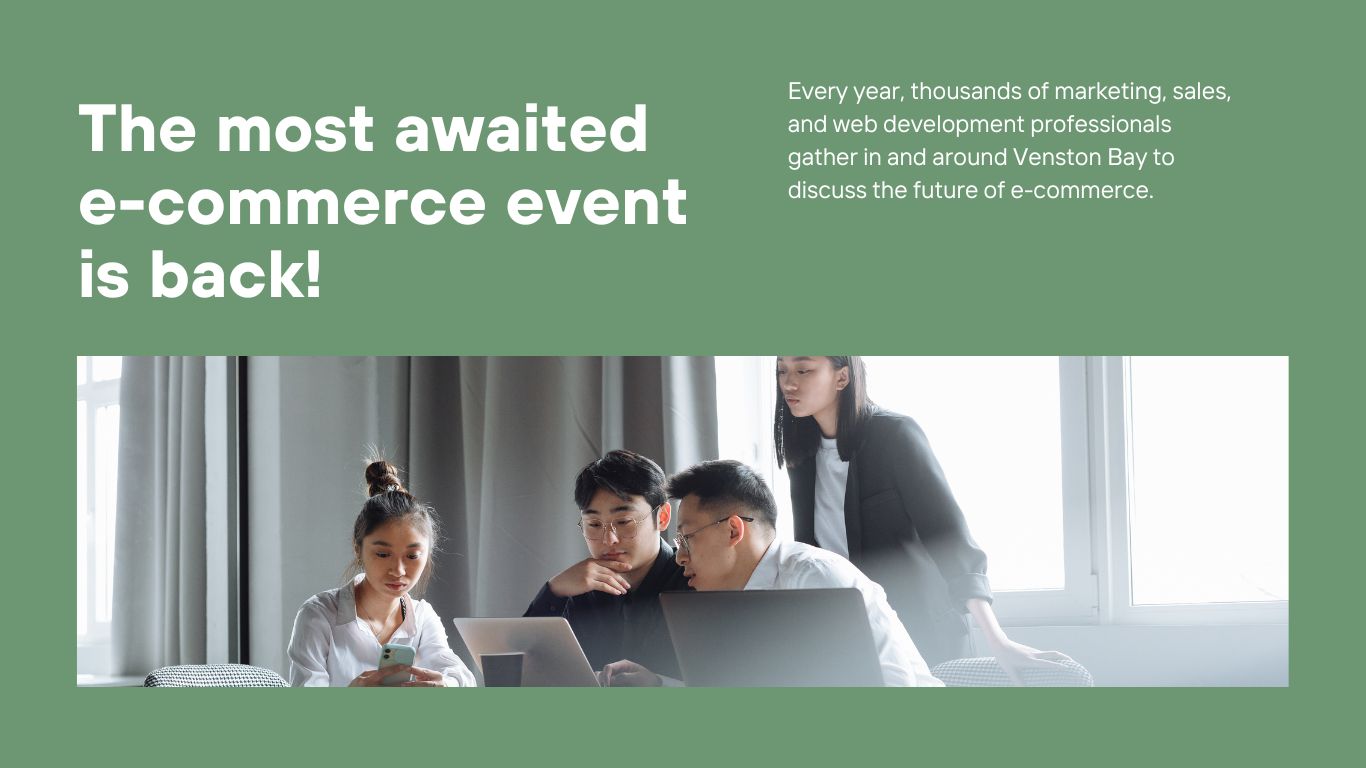 The most awaited
e-commerce event
is back!
Every year, thousands of marketing, sales,
and web development professionals
gather in and around Venston Bay to
discuss the future of e-commerce.